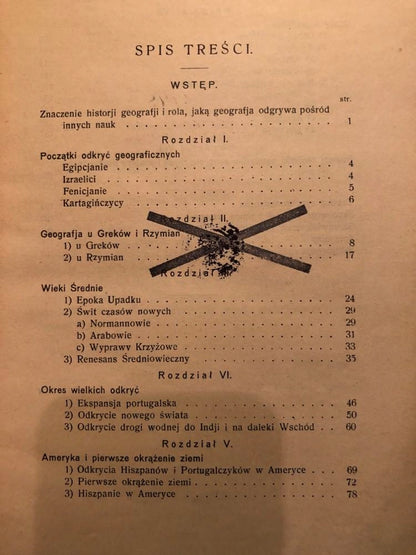 SPIS TREŚCI.
WSTĘP.
str.
Znaczenie historji geografji i rola, jaką geografja odgrywa pośród
innych nauk . . . . . . . . . . . . . . . . . . 1
Rozdział I.
Początki odkryć geograficznych
Egipcjanie . . . . . . . . . . . . . . . . . . 4
Izraelici . . . . . . . . . . . . . . . . . . 4
Fenicjanie . . . . . . . . . . . . . . . . . . 5
Kartagińczycy . . . . . . . . . . . . . . . . . . 6
Rozdział II.
Geografja u Greków i Rzymian
1) u Greków . . . . . . . . . . . . . . . . . . 8
2) u Rzymian . . . . . . . . . . . . . . . . . . 17
Rozdział
Wieki Średnie
1) Epoka Upadku . . . . . . . . . . . . . . . . . . 24
2) Świt czasów nowych . . . . . . . . . . . . . . . . . . 29
a) Normannowie . . . . . . . . . . . . . . . . . . 29
b) Arabowie . . . . . . . . . . . . . . . . . . 31
c) Wyprawy Krzyżowe . . . . . . . . . . . . . . . . . . 33
3) Renesans Średniowieczny . . . . . . . . . . . . . . . . . . 35
Rozdział VI.
Okres wielkich odkryć
1) Ekspansja portugalska . . . . . . . . . . . . . . . . . . 46
2) Odkrycie nowego świata . . . . . . . . . . . . . . . . . . 50
3) Odkrycie drogi wodnej do Indji i na daleki Wschód . . 60
Rozdział V.
Ameryka i pierwsze okrążenie ziemi
1) Odkrycia Hiszpanów i Portugalczyków w Ameryce . . . 69
2) Pierwsze okrążenie ziemi . . . . . . . . . . . . . . . . . . 72
3) Hiszpanie w Ameryce . . . . . . . . . . . . . . . . . . 78